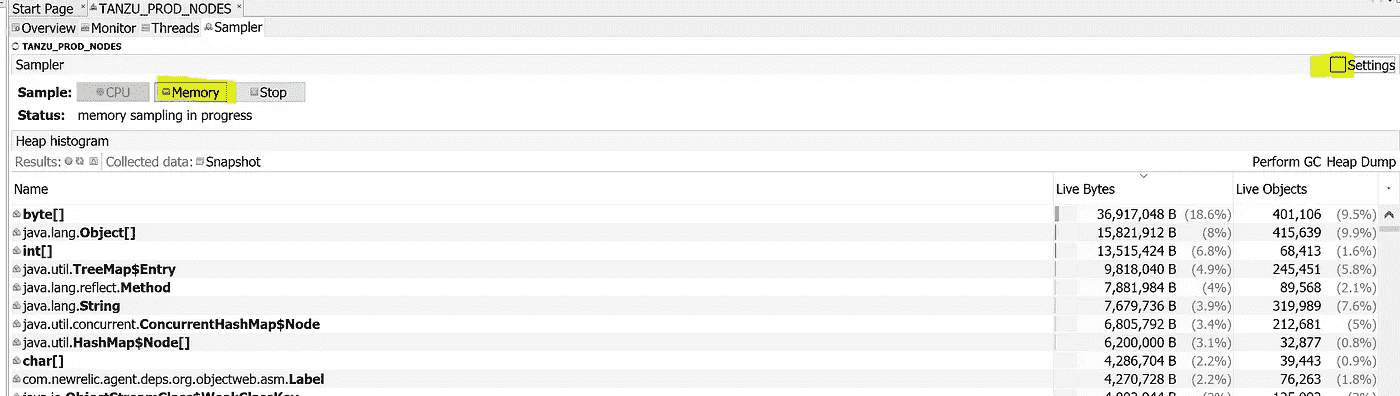 Start Page × TANZU_PROD_NODES ×
Overview Monitor Threads Sampler
TANZU_PROD_NODES
Sampler Settings
Sample: CPU Memory Stop
Status: memory sampling in progress
Heap histogram
Results: Collected data: Snapshot Perform GC Heap Dump
Name Live Bytes Live Objects
byte[] 36,917,048 B (18.6%) 401,106 (9.5%)
java.lang.Object[] 15,821,912 B (8%) 415,639 (9.9%)
int[] 13,515,424 B (6.8%) 68,413 (1.6%)
java.util.TreeMap$Entry 9,818,040 B (4.9%) 245,451 (5.8%)
java.lang.reflect.Method 7,881,984 B (4%) 89,568 (2.1%)
java.lang.String 7,679,736 B (3.9%) 319,989 (7.6%)
java.util.concurrent.ConcurrentHashMap$Node 6,805,792 B (3.4%) 212,681 (5%)
java.util.HashMap$Node[] 6,200,000 B (3.1%) 32,877 (0.8%)
char[] 4,286,704 B (2.2%) 39,443 (0.9%)
com.newrelic.agent.deps.org.objectweb.asm.Label 4,270,728 B (2.2%) 76,263 (1.8%)
java.io.ObjectStreamClass$WeakClassKey